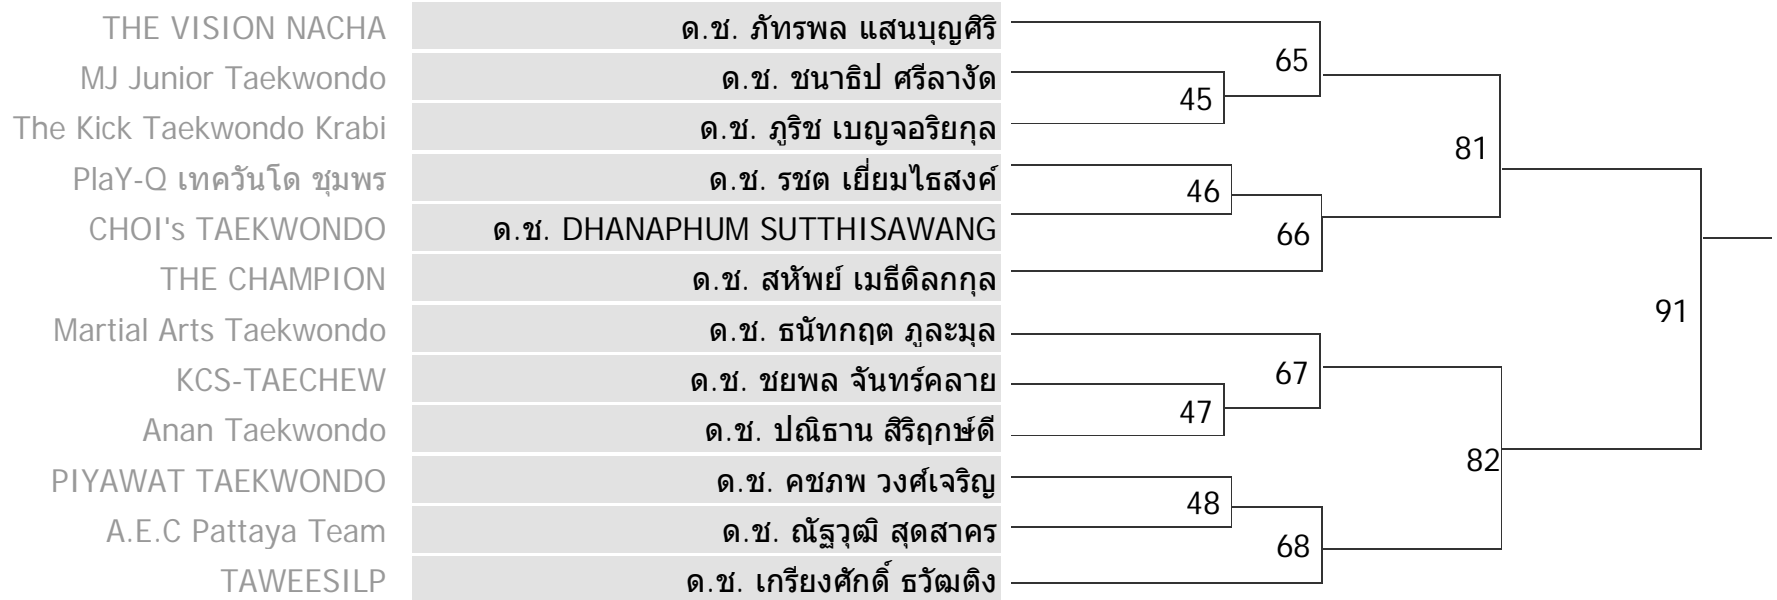 THE VISION NACHA ด.ช. ภัทรพล แสนบุญศิริ
65
MJ Junior Taekwondo ด.ช. ชนาธิป ศรีลางัด
45
The Kick Taekwondo Krabi ด.ช. ภูริช เบญจอริยกุล
81
PlaY-Q เทควันโด ชุมพร ด.ช. รชต เยี่ยมไธสงค์
46
CHOI's TAEKWONDO ด.ช. DHANAPHUM SUTTHISAWANG
66
THE CHAMPION ด.ช. สหัพย์ เมธีดิลกกุล
91
Martial Arts Taekwondo ด.ช. ธนัทกฤต ภูละมุล
67
KCS-TAECHEW ด.ช. ชยพล จันทร์คลาย
47
Anan Taekwondo ด.ช. ปณิธาน สิริฤกษ์ดี
82
PIYAWAT TAEKWONDO ด.ช. คชภพ วงศ์เจริญ
48
A.E.C Pattaya Team ด.ช. ณัฐวุฒิ สุดสาคร
68
TAWEESILP ด.ช. เกรียงศักดิ์ ธวัฒติง